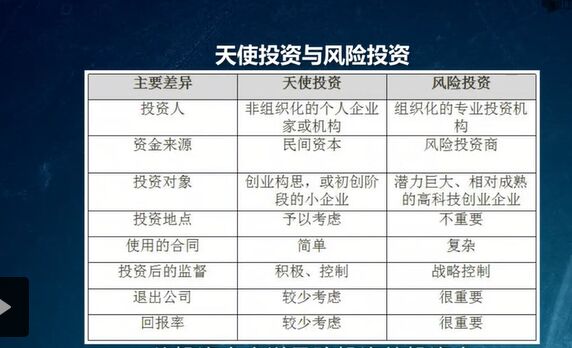 天使投资与风险投资
主要差异 天使投资 风险投资
投资人 非组织化的个人企业 组织化的专业投资机
家或机构 构
资金来源 民间资本 风险投资商
投资对象 创业构思，或初创阶 潜力巨大、相对成熟
段的小企业 的高科技创业企业
投资地点 予以考虑 不重要
使用的合同 简单 复杂
投资后的监督 积极、控制 战略控制
退出公司 较少考虑 很重要
回报率 较少考虑 很重要